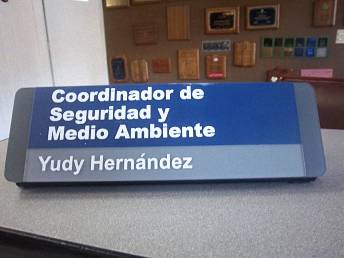 Coordinador de
Seguridad y
Medio Ambiente
Yudy Hernández